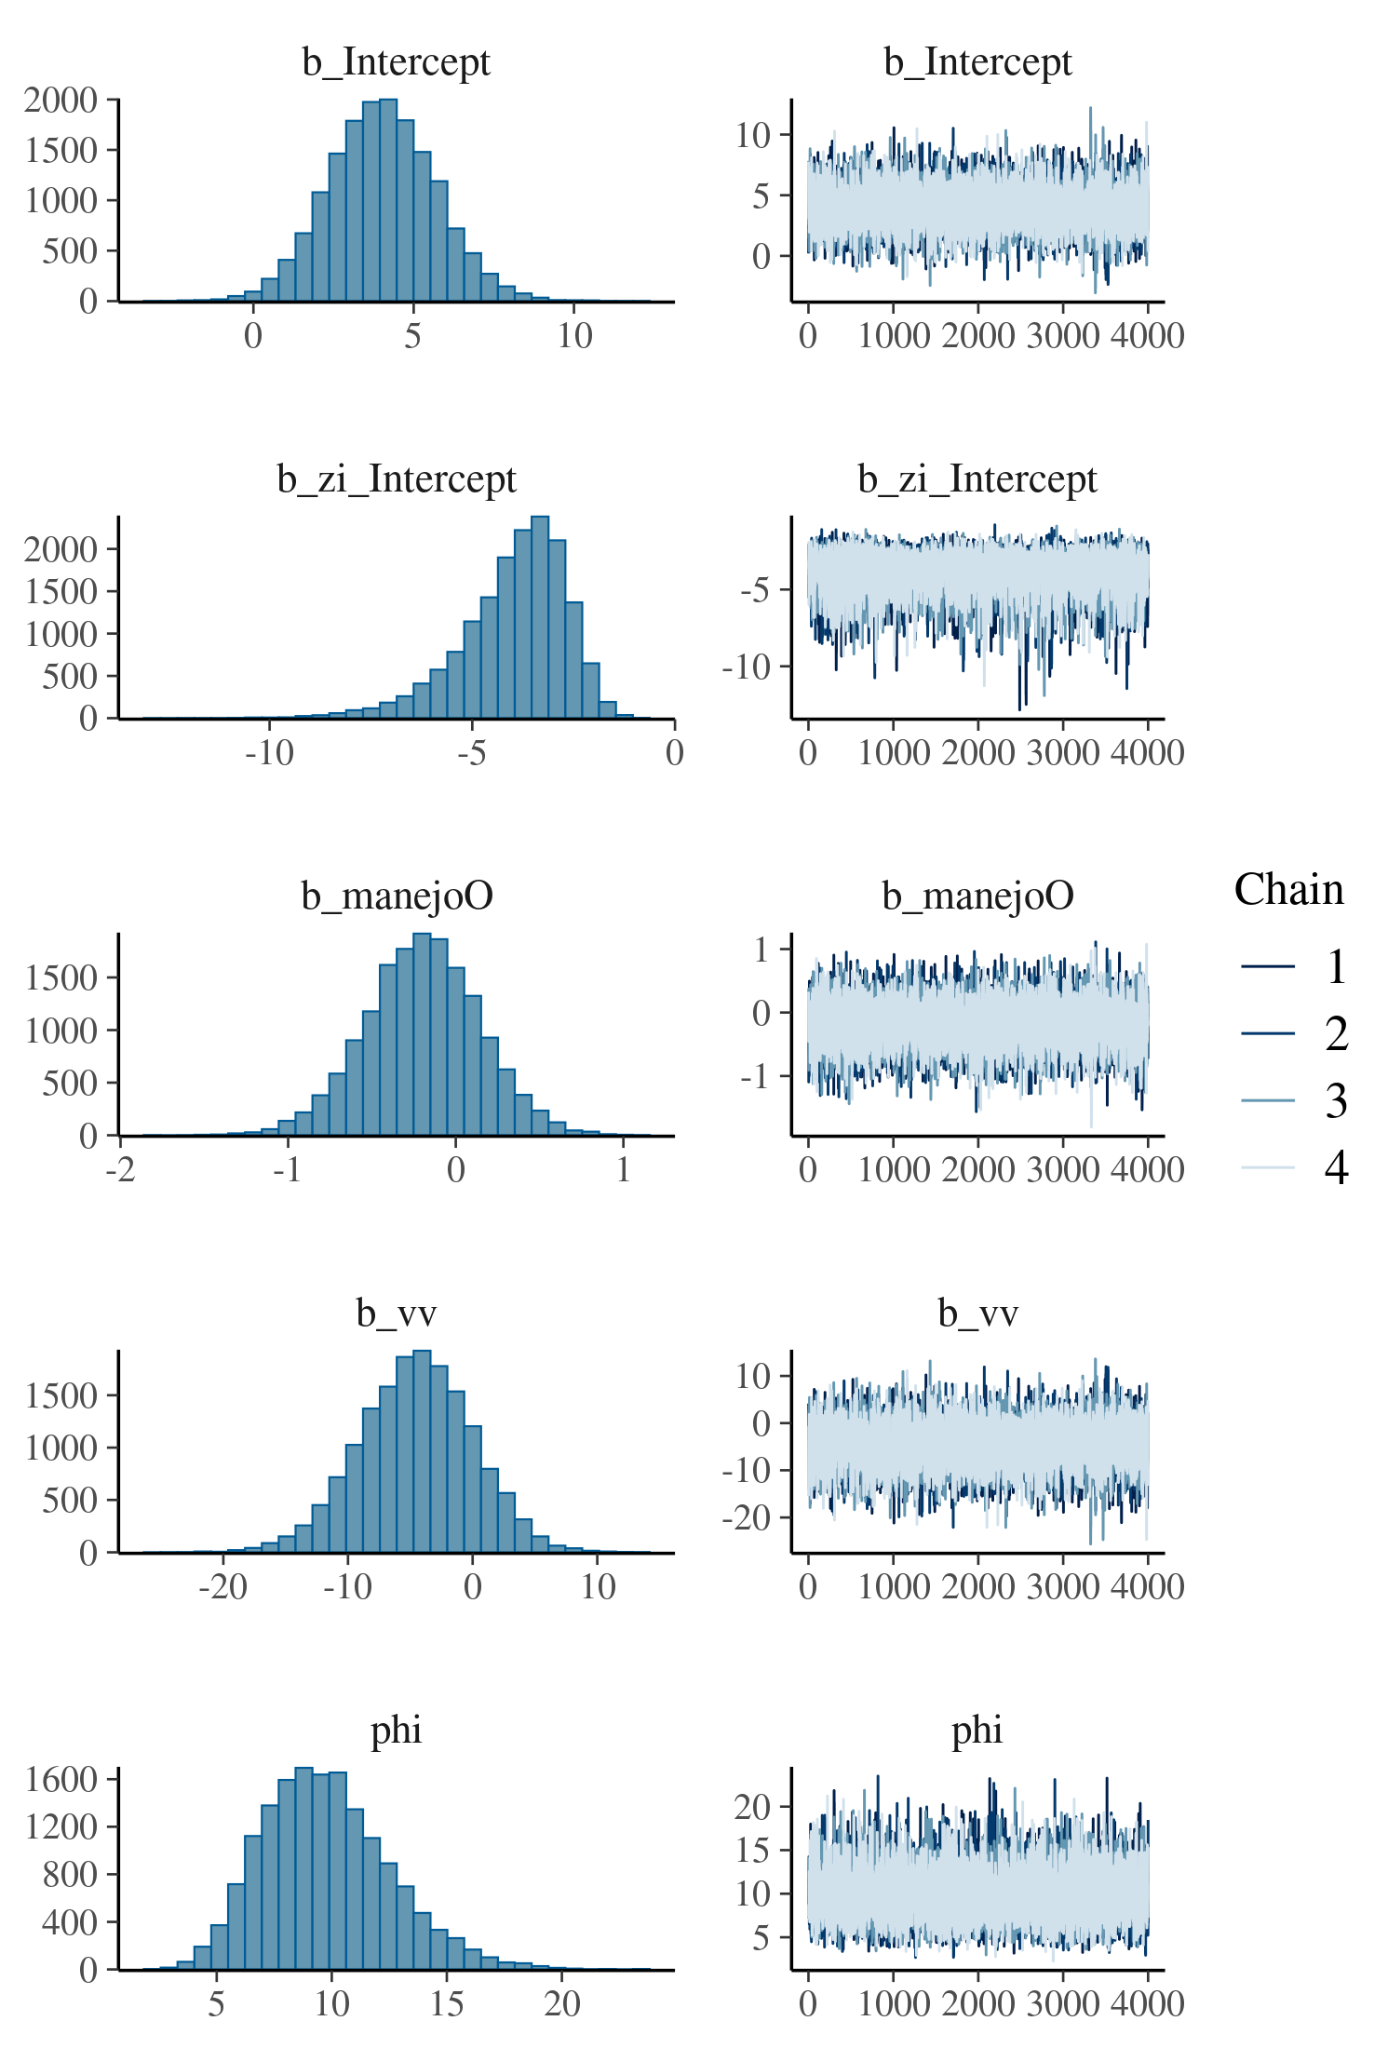 b_Intercept b_Intercept
2000
1500
1000
500
0
0 5 10
10
5
0
0 1000 2000 3000 4000
b_zi_Intercept b_zi_Intercept
2000
1500
1000
500
0
-10 -5 0
-5
-10
0 1000 2000 3000 4000
b_manejoO b_manejoO
1500
1000
500
0
-2 -1 0 1
1
0
-1
0 1000 2000 3000 4000
Chain
1
2
3
4
b_vv b_vv
1500
1000
500
0
-20 -10 0 10
10
0
-10
-20
0 1000 2000 3000 4000
phi phi
1600
1200
800
400
0
5 10 15 20
20
15
10
5
0 1000 2000 3000 4000